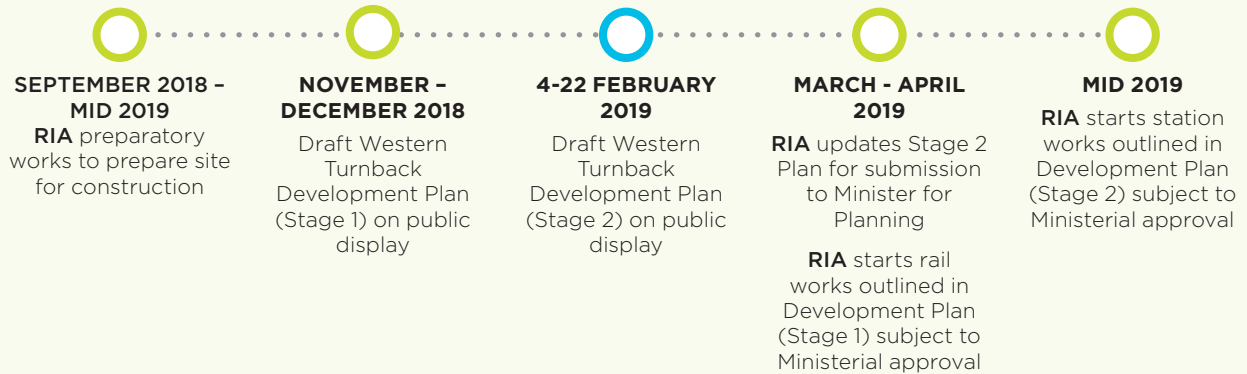 SEPTEMBER 2018 –
MID 2019
RIA preparatory
works to prepare site
for construction
NOVEMBER –
DECEMBER 2018
Draft Western
Turnback
Development Plan
(Stage 1) on public
display
4-22 FEBRUARY
2019
Draft Western
Turnback
Development Plan
(Stage 2) on public
display
MARCH - APRIL
2019
RIA updates Stage 2
Plan for submission
to Minister for
Planning
RIA starts rail
works outlined in
Development Plan
(Stage 1) subject to
Ministerial approval
MID 2019
RIA starts station
works outlined in
Development Plan
(Stage 2) subject to
Ministerial approval